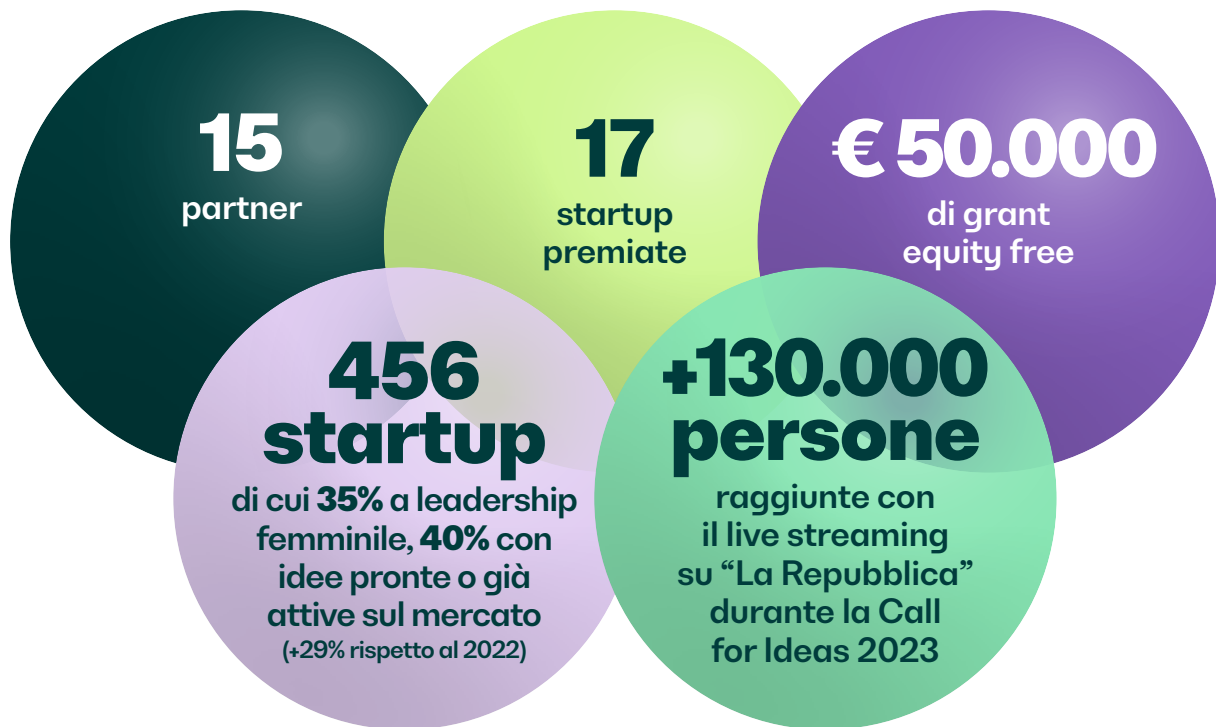 15
partner
17
startup
premiate
€ 50.000
di grant
equity free
456
startup
di cui 35% a leadership
femminile, 40% con
idee pronte o già
attive sul mercato
(+29% rispetto al 2022)
+130.000
persone
raggiunte con
il live streaming
su “La Repubblica”
durante la Call
for Ideas 2023